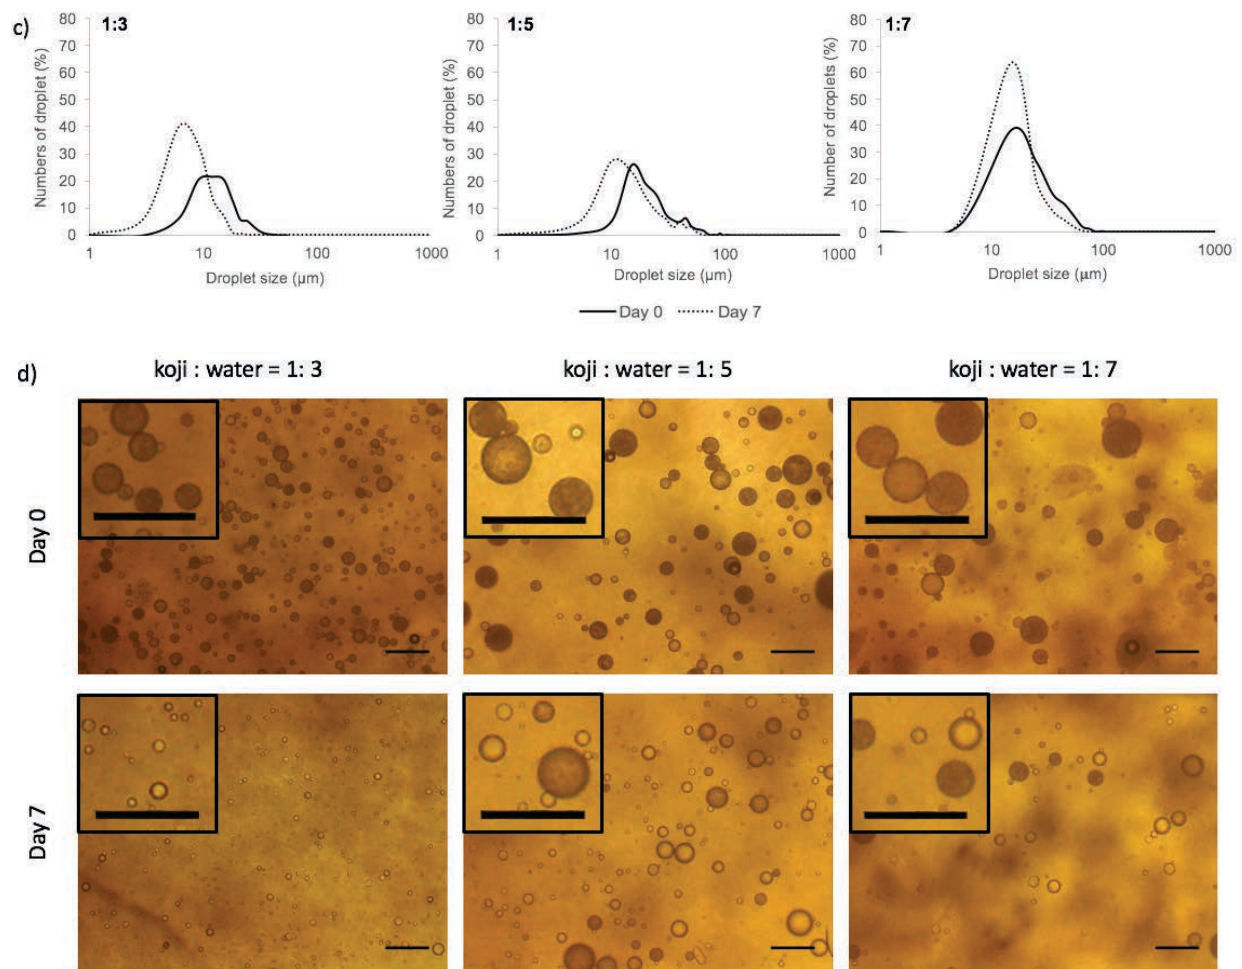 c)
1:3
Numbers of droplet (%)
80
70
60
50
40
30
20
10
0
1
10
100
1000
Droplet size (µm)
1:5
Numbers of droplet (%)
80
70
60
50
40
30
20
10
0
1
10
100
1000
Droplet size (µm)
1:7
Number of droplets (%)
80
70
60
50
40
30
20
10
0
1
10
100
1000
Droplet size (µm)
Day 0
Day 7
d)
koji : water = 1: 3
koji : water = 1: 5
koji : water = 1: 7
Day 0
Day 7